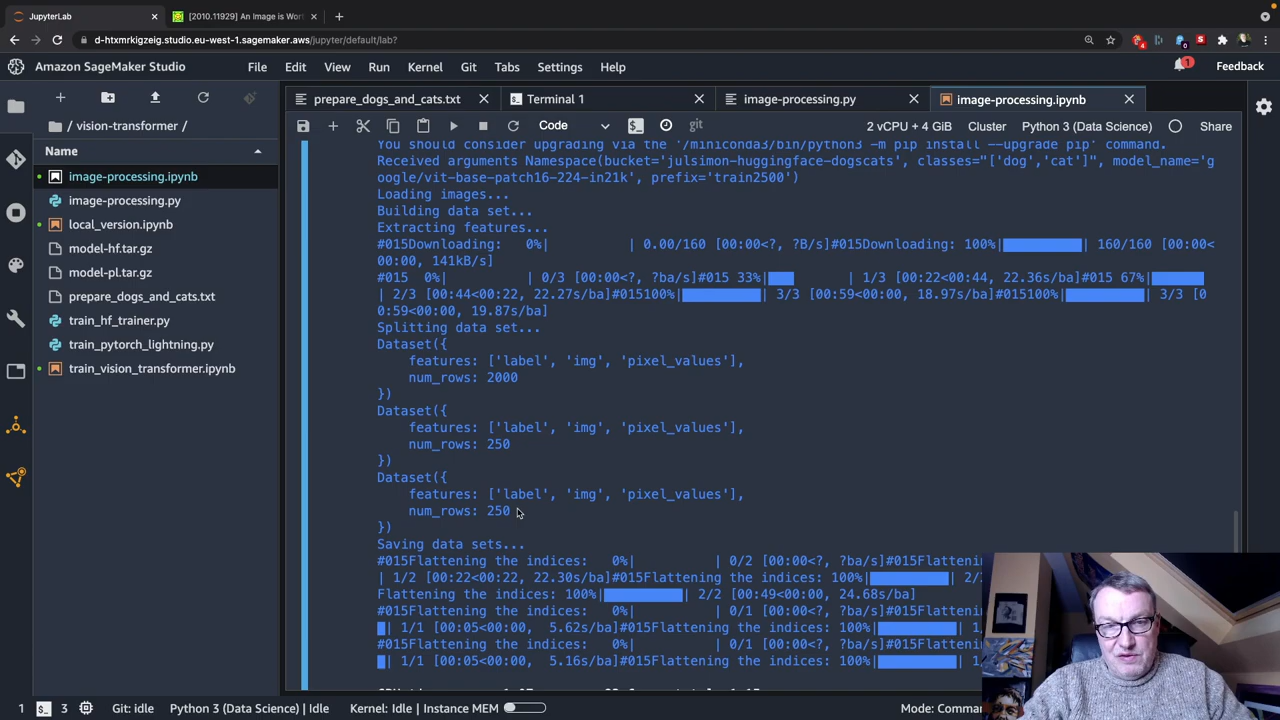 JupyterLab
[2010.11929] An Image is Wort
d-htxmrkigzeig.studio.eu-west-1.sagemaker.aws/jupyter/default/lab?
Amazon SageMaker Studio
File Edit View Run Kernel Git Tabs Settings Help
Feedback
prepare_dogs_and_cats.txt
Terminal 1
image-processing.py
image-processing.ipynb
/ vision-transformer /
Code
git
2 vCPU + 4 GiB
Cluster
Python 3 (Data Science)
Share
Name
image-processing.ipynb
image-processing.py
local_version.ipynb
model-hf.tar.gz
model-pl.tar.gz
prepare_dogs_and_cats.txt
train_hf_trainer.py
train_pytorch_lightning.py
train_vision_transformer.ipynb
You should consider upgrading via the '/miniconda3/bin/python3 -m pip install --upgrade pip' command.
Received arguments Namespace(bucket='julsimon-huggingface-dogscats', classes="['dog','cat']", model_name='g
oogle/vit-base-patch16-224-in21k', prefix='train2500')
Loading images...
Building data set...
Extracting features...
#015Downloading:   0%|          | 0.00/160 [00:00<?, ?B/s]#015Downloading: 100%|██████████| 160/160 [00:00<
00:00, 141kB/s]
#015  0%|          | 0/3 [00:00<?, ?ba/s]#015 33%|███       | 1/3 [00:22<00:44, 22.36s/ba]#015 67%|██████
| 2/3 [00:44<00:22, 22.27s/ba]#015100%|██████████| 3/3 [00:59<00:00, 18.97s/ba]#015100%|██████████| 3/3 [0
0:59<00:00, 19.87s/ba]
Splitting data set...
Dataset({
features: ['label', 'img', 'pixel_values'],
num_rows: 2000
})
Dataset({
features: ['label', 'img', 'pixel_values'],
num_rows: 250
})
Dataset({
features: ['label', 'img', 'pixel_values'],
num_rows: 250
})
Saving data sets...
#015Flattening the indices:   0%|          | 0/2 [00:00<?, ?ba/s]#015Flattening
| 1/2 [00:22<00:22, 22.30s/ba]#015Flattening the indices: 100%|██████████| 2/
Flattening the indices: 100%|██████████| 2/2 [00:49<00:00, 24.68s/ba]
#015Flattening the indices:   0%|          | 0/1 [00:00<?, ?ba/s]#015Flattenin
█| 1/1 [00:05<00:00,  5.62s/ba]#015Flattening the indices: 100%|██████████| 1
#015Flattening the indices:   0%|          | 0/1 [00:00<?, ?ba/s]#015Flattenin
█| 1/1 [00:05<00:00,  5.16s/ba]#015Flattening the indices: 100%|██████████| 1
1
3
Git: idle
Python 3 (Data Science) | Idle
Kernel: Idle | Instance MEM
Mode: Comman